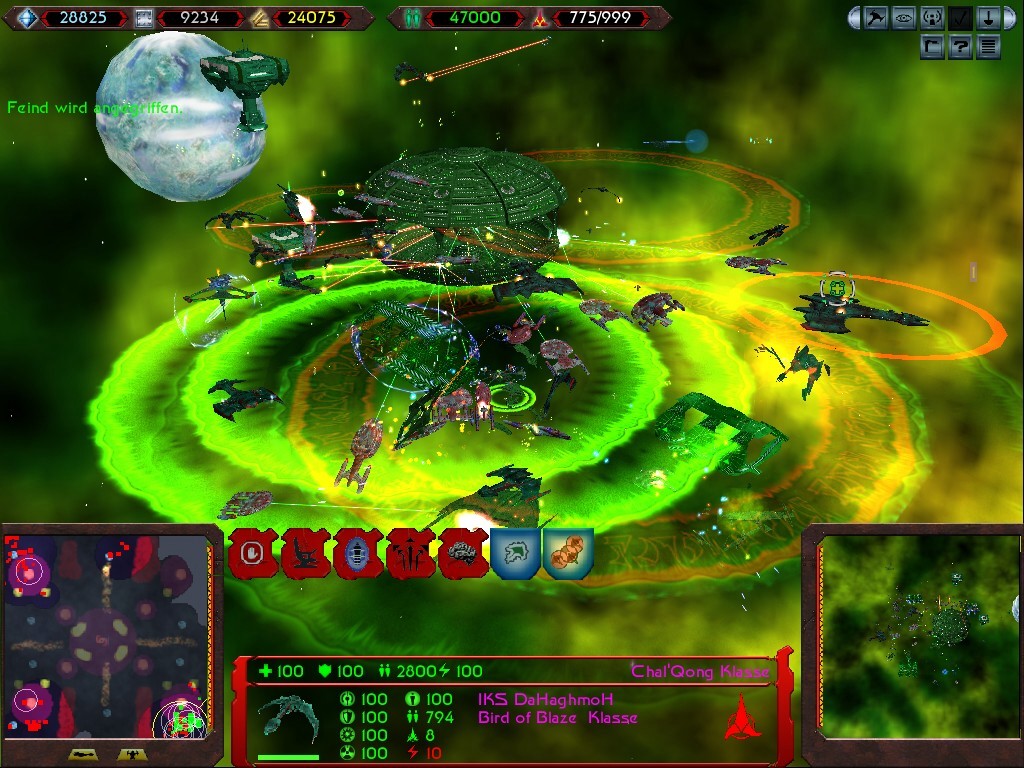 28825 9234 24075 47000 775/999
Feind wird angegriffen.
100 100 2800 100 Chal'Qong Klasse
100 100 IKS DaHaghmoH
100 794 Bird of Blaze Klasse
100 8
100 10